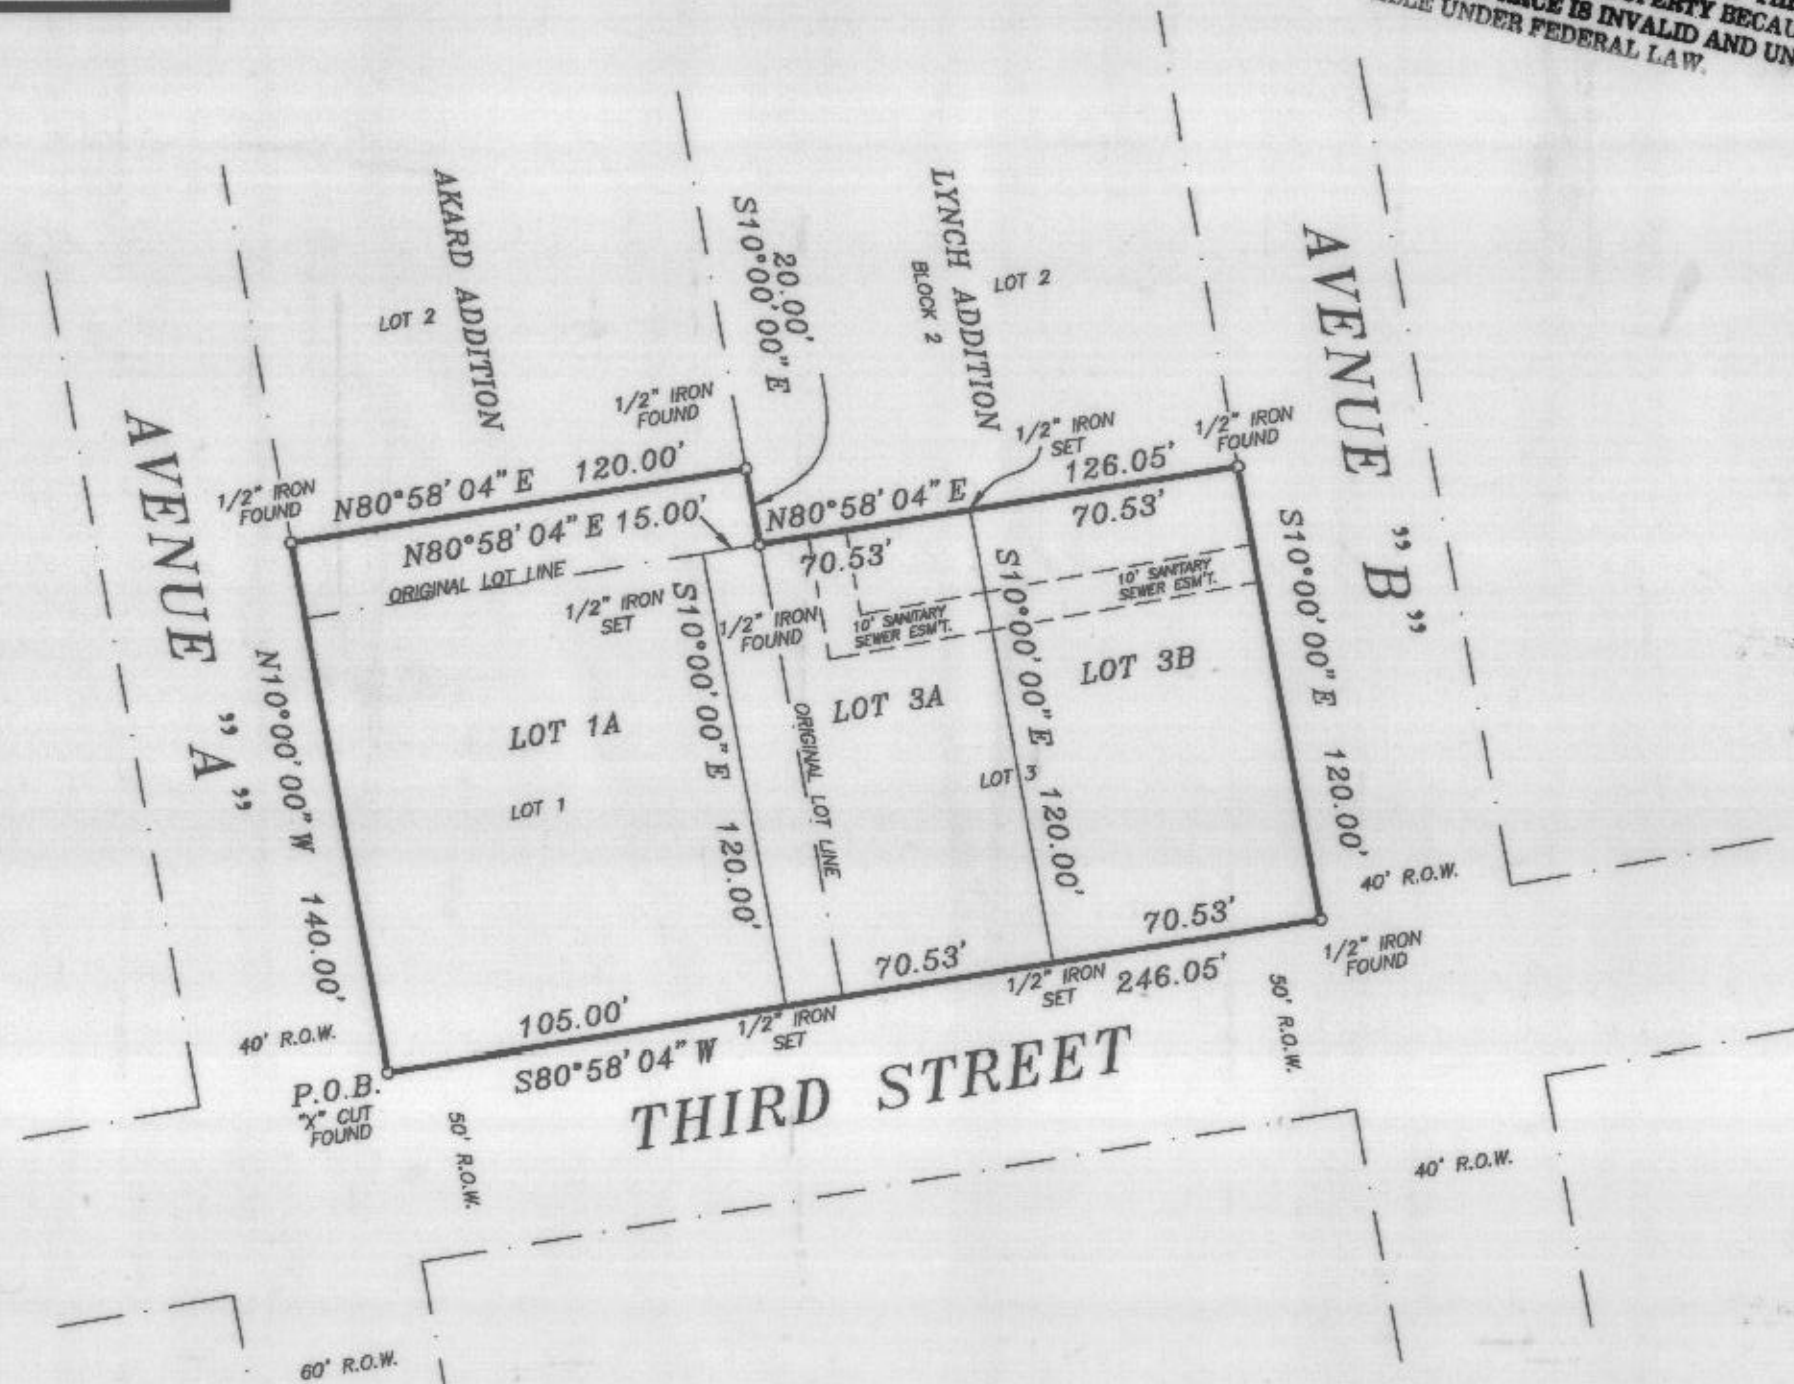 PERTY BECAU
IS INVALID AND UN
UNDER FEDERAL LAW.
AKARD ADDITION
LOT 2
S10°00'00"E
20.00'
LYNCH ADDITION
BLOCK 2
LOT 2
AVENUE "A"
AVENUE "B"
1/2" IRON
FOUND
1/2" IRON
FOUND
1/2" IRON
SET
1/2" IRON
FOUND
N80°58'04"E 120.00'
N80°58'04"E 15.00'
N80°58'04"E
126.05'
70.53'
70.53'
ORIGINAL LOT LINE
1/2" IRON
SET
1/2" IRON
FOUND
10' SANITARY
SEWER ESM'T.
10' SANITARY
SEWER ESM'T.
N10°00'00"W 140.00'
S10°00'00"E 120.00'
S10°00'00"E 120.00'
S10°00'00"E 120.00'
LOT 1A
LOT 1
ORIGINAL LOT LINE
LOT 3A
LOT 3B
LOT 3
40' R.O.W.
70.53'
70.53'
105.00'
1/2" IRON
SET
1/2" IRON
SET
246.05'
1/2" IRON
FOUND
40' R.O.W.
P.O.B.
"X" CUT
FOUND
S80°58'04"W
THIRD STREET
50' R.O.W.
50' R.O.W.
40' R.O.W.
60' R.O.W.